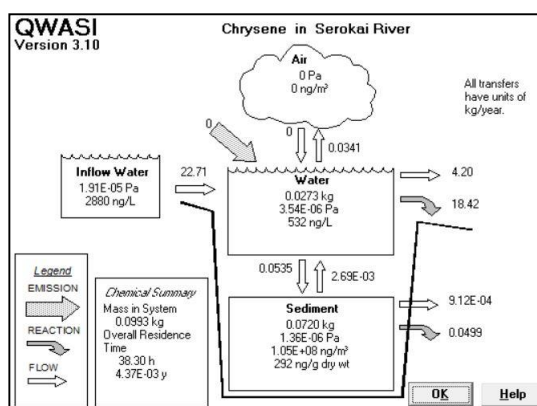 QWASI
Version 3.10
Chrysene in Serokai River
Air
0 Pa
0 ng/m³
All transfers
have units of
kg/year.
0
0
0.0341
Inflow Water
1.91E-05 Pa
2880 ng/L
22.71
Water
0.0273 kg
3.54E-06 Pa
532 ng/L
4.20
18.42
0.0535
2.69E-03
Legend
EMISSION
REACTION
FLOW
Chemical Summary
Mass in System
0.0993 kg
Overall Residence
Time
38.30 h
4.37E-03 y
Sediment
0.0720 kg
1.36E-06 Pa
1.05E+08 ng/m³
292 ng/g dry wt
9.12E-04
0.0499
OK
Help